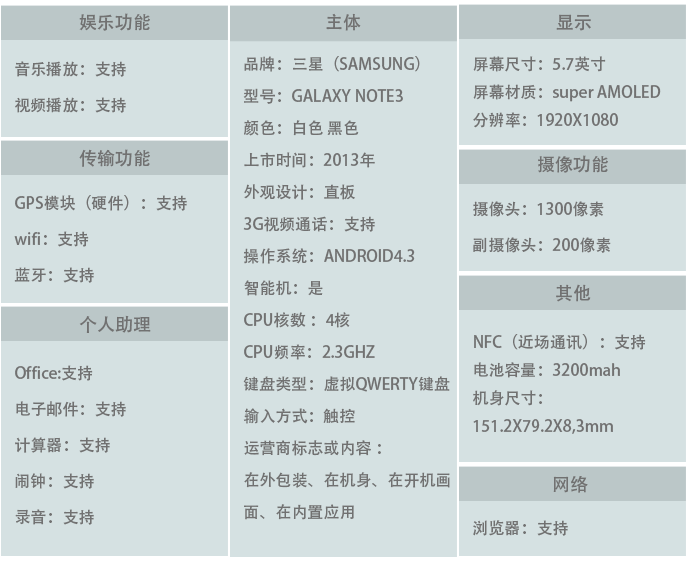 娱乐功能
音乐播放：支持
视频播放：支持
传输功能
GPS模块（硬件）：支持
wifi：支持
蓝牙：支持
个人助理
Office:支持
电子邮件：支持
计算器：支持
闹钟：支持
录音：支持
主体
品牌：三星（SAMSUNG）
型号：GALAXY NOTE3
颜色：白色 黑色
上市时间：2013年
外观设计：直板
3G视频通话：支持
操作系统：ANDROID4.3
智能机：是
CPU核数：4核
CPU频率：2.3GHZ
键盘类型：虚拟QWERTY键盘
输入方式：触控
运营商标志或内容：
在外包装、在机身、在开机画
面、在内置应用
显示
屏幕尺寸：5.7英寸
屏幕材质：super AMOLED
分辨率：1920X1080
摄像功能
摄像头：1300像素
副摄像头：200像素
其他
NFC（近场通讯）：支持
电池容量：3200mah
机身尺寸：
151.2X79.2X8,3mm
网络
浏览器：支持